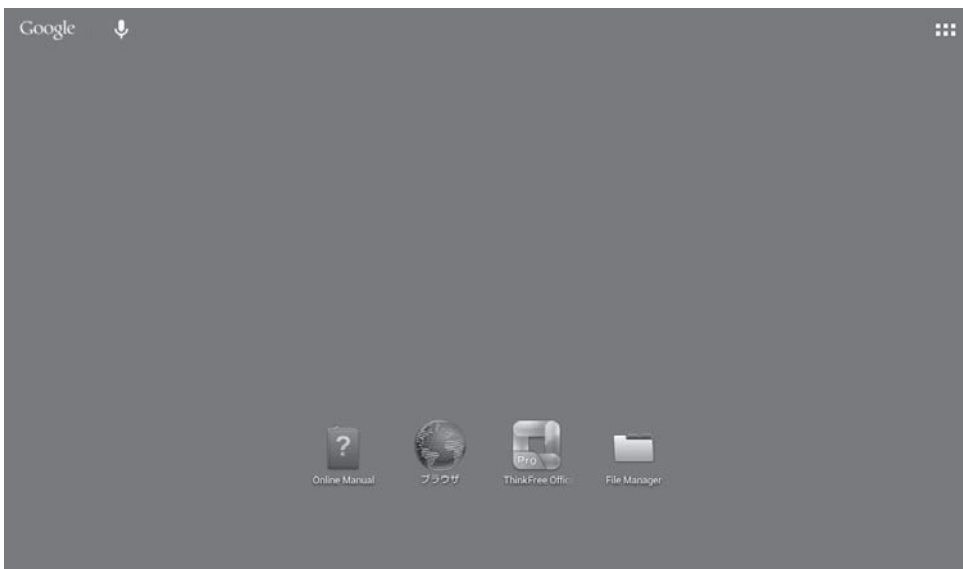 Google
?
Online Manual
ブラウザ
Pro
ThinkFree Offic
File Manager